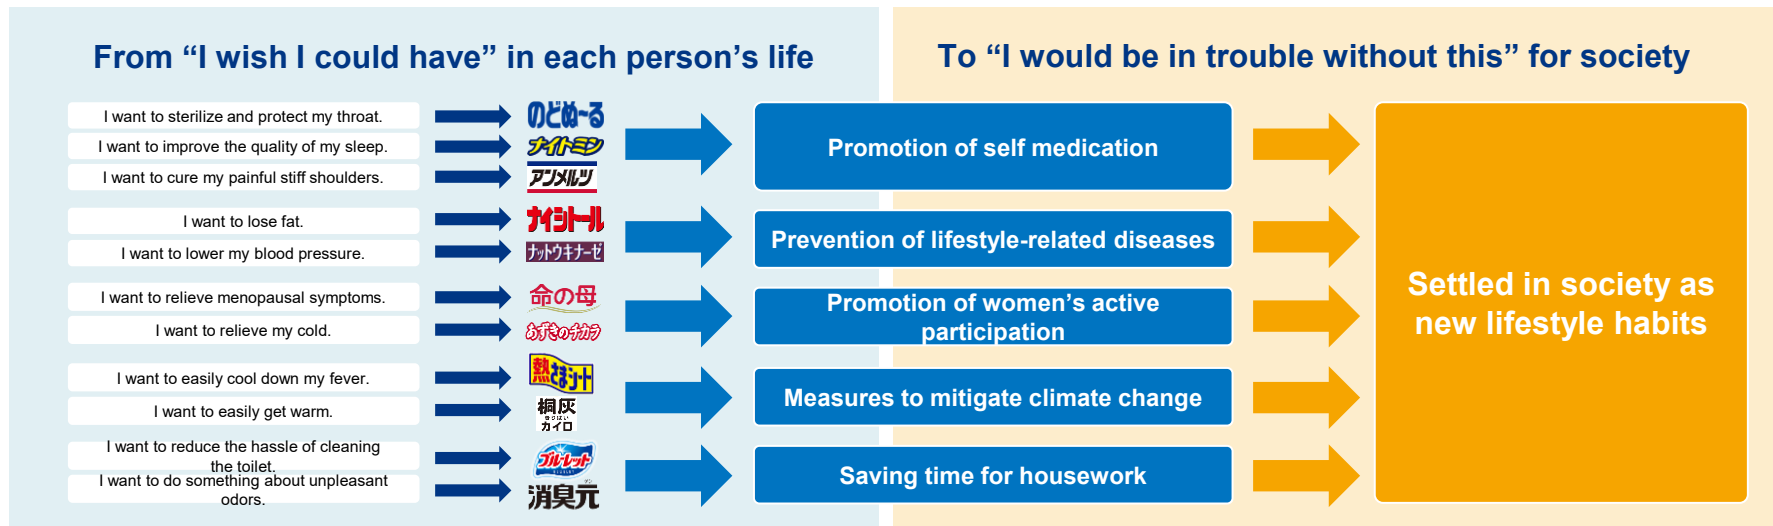 From “I wish I could have” in each person’s life
To “I would be in trouble without this” for society
I want to sterilize and protect my throat.
のどぬ~る
I want to improve the quality of my sleep.
ナイトミン
I want to cure my painful stiff shoulders.
アンメルツ
Promotion of self medication
I want to lose fat.
ナイシトール
I want to lower my blood pressure.
ナットウキナーゼ
Prevention of lifestyle-related diseases
I want to relieve menopausal symptoms.
命の母
I want to relieve my cold.
あずきのチカラ
Promotion of women’s active
participation
I want to easily cool down my fever.
熱さまシート
I want to easily get warm.
桐灰
きりばい
カイロ
Measures to mitigate climate change
I want to reduce the hassle of cleaning
the toilet.
ブルーレット
I want to do something about unpleasant
odors.
消臭元
Saving time for housework
Settled in society as
new lifestyle habits